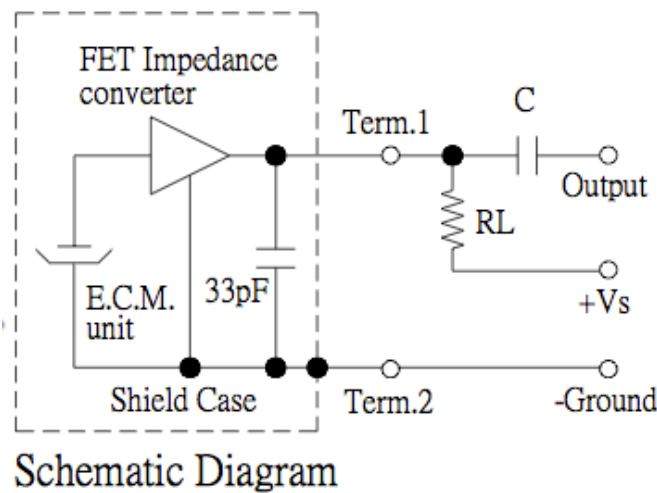 FET Impedance
converter
Term.1
C
Output
RL
+Vs
E.C.M.
unit
33pF
Shield Case
Term.2
-Ground
Schematic Diagram